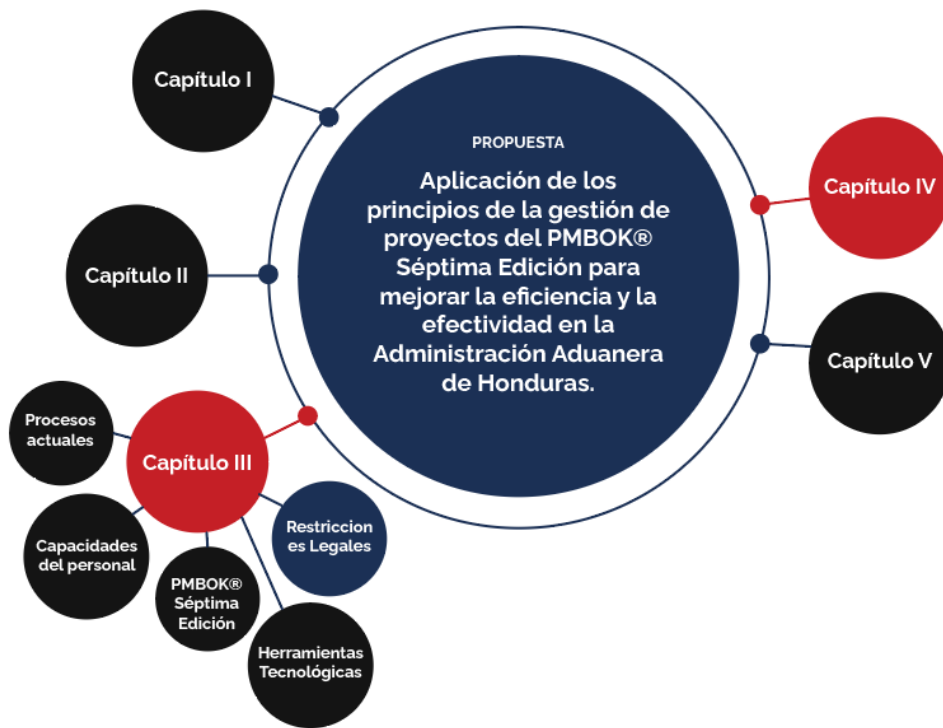 Capítulo I
PROPUESTA
Aplicación de los
principios de la gestión de
proyectos del PMBOK®
Séptima Edición para
mejorar la eficiencia y la
efectividad en la
Administración Aduanera
de Honduras.
Capítulo IV
Capítulo II
Capítulo V
Procesos
actuales
Capítulo III
Restriccion
es Legales
Capacidades
del personal
PMBOK®
Séptima
Edición
Herramientas
Tecnológicas